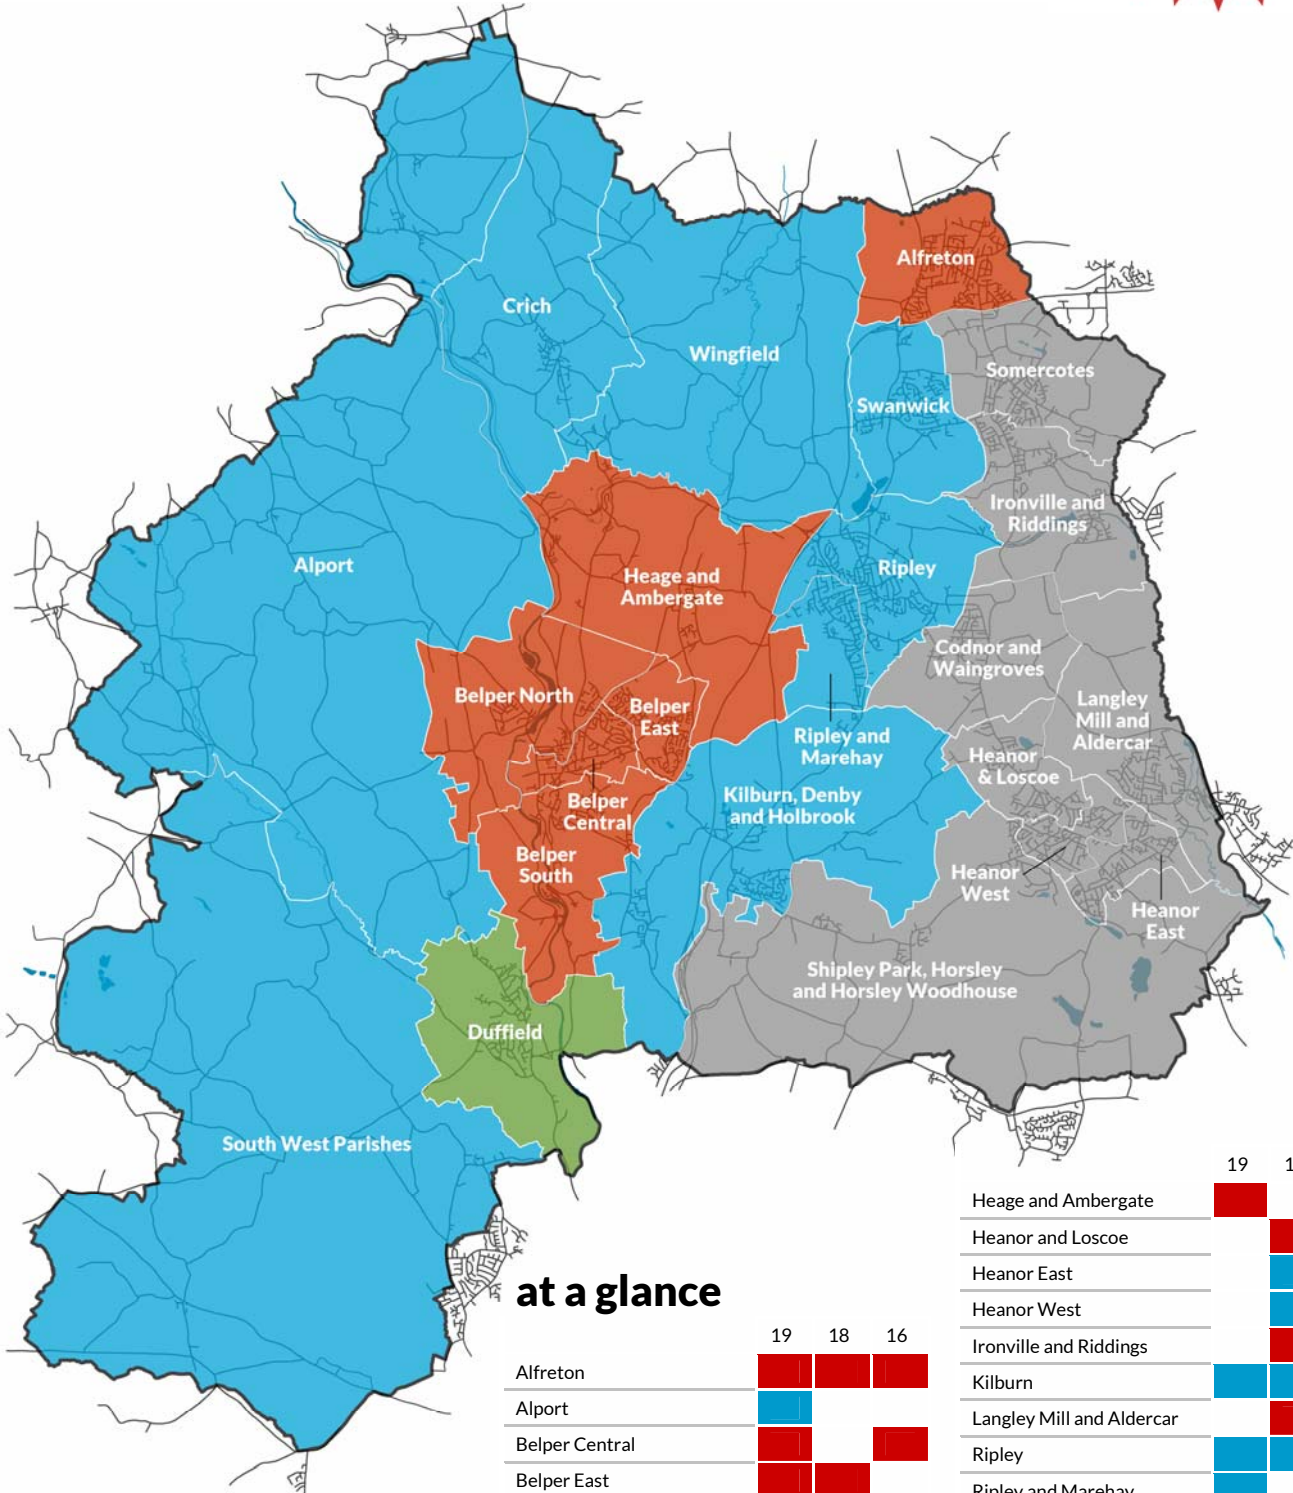 Alfreton
Crich
Wingfield
Somercotes
Swanwick
Ironville and
Riddings
Alport
Ripley
Heage and
Ambergate
Codnor and
Waingroves
Belper North
Belper
East
Langley
Mill and
Aldercar
Ripley and
Marehay
Heanor
& Loscoe
Kilburn, Denby
and Holbrook
Belper
Central
Belper
South
Heanor
West
Heanor
East
Shipley Park, Horsley
and Horsley Woodhouse
Duffield
South West Parishes
at a glance
19 18 16
Alfreton
Alport
Belper Central
Belper East
19 1
Heage and Ambergate
Heanor and Loscoe
Heanor East
Heanor West
Ironville and Riddings
Kilburn
Langley Mill and Aldercar
Ripley
Ripley and Marehay